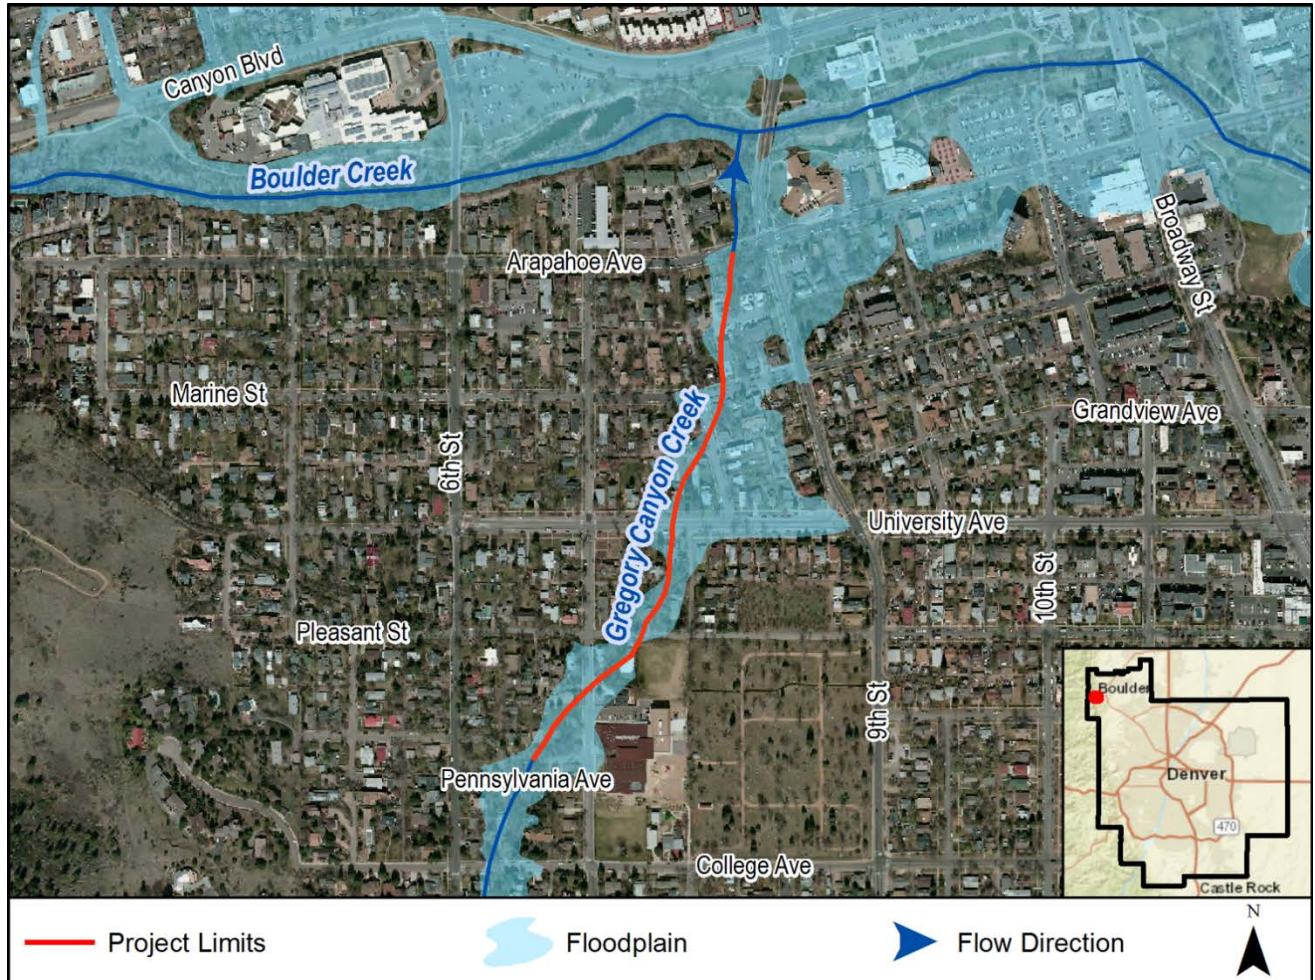 Canyon Blvd
Boulder Creek
Broadway St
Arapahoe Ave
Marine St
Grandview Ave
6th St
Gregory Canyon Creek
University Ave
10th St
Pleasant St
9th St
Pennsylvania Ave
College Ave
Boulder
Denver
470
Castle Rock
N
Project Limits
Floodplain
Flow Direction